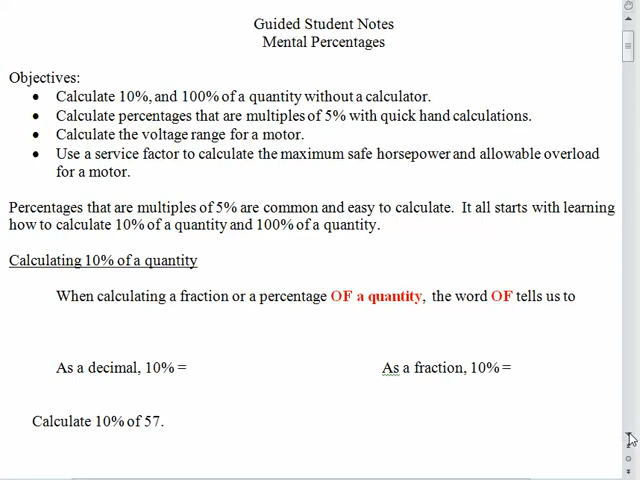 Guided Student Notes
Mental Percentages
Objectives:
• Calculate 10%, and 100% of a quantity without a calculator.
• Calculate percentages that are multiples of 5% with quick hand calculations.
• Calculate the voltage range for a motor.
• Use a service factor to calculate the maximum safe horsepower and allowable overload
for a motor.
Percentages that are multiples of 5% are common and easy to calculate. It all starts with learning
how to calculate 10% of a quantity and 100% of a quantity.
Calculating 10% of a quantity
When calculating a fraction or a percentage OF a quantity, the word OF tells us to
As a decimal, 10% = As a fraction, 10% =
Calculate 10% of 57.